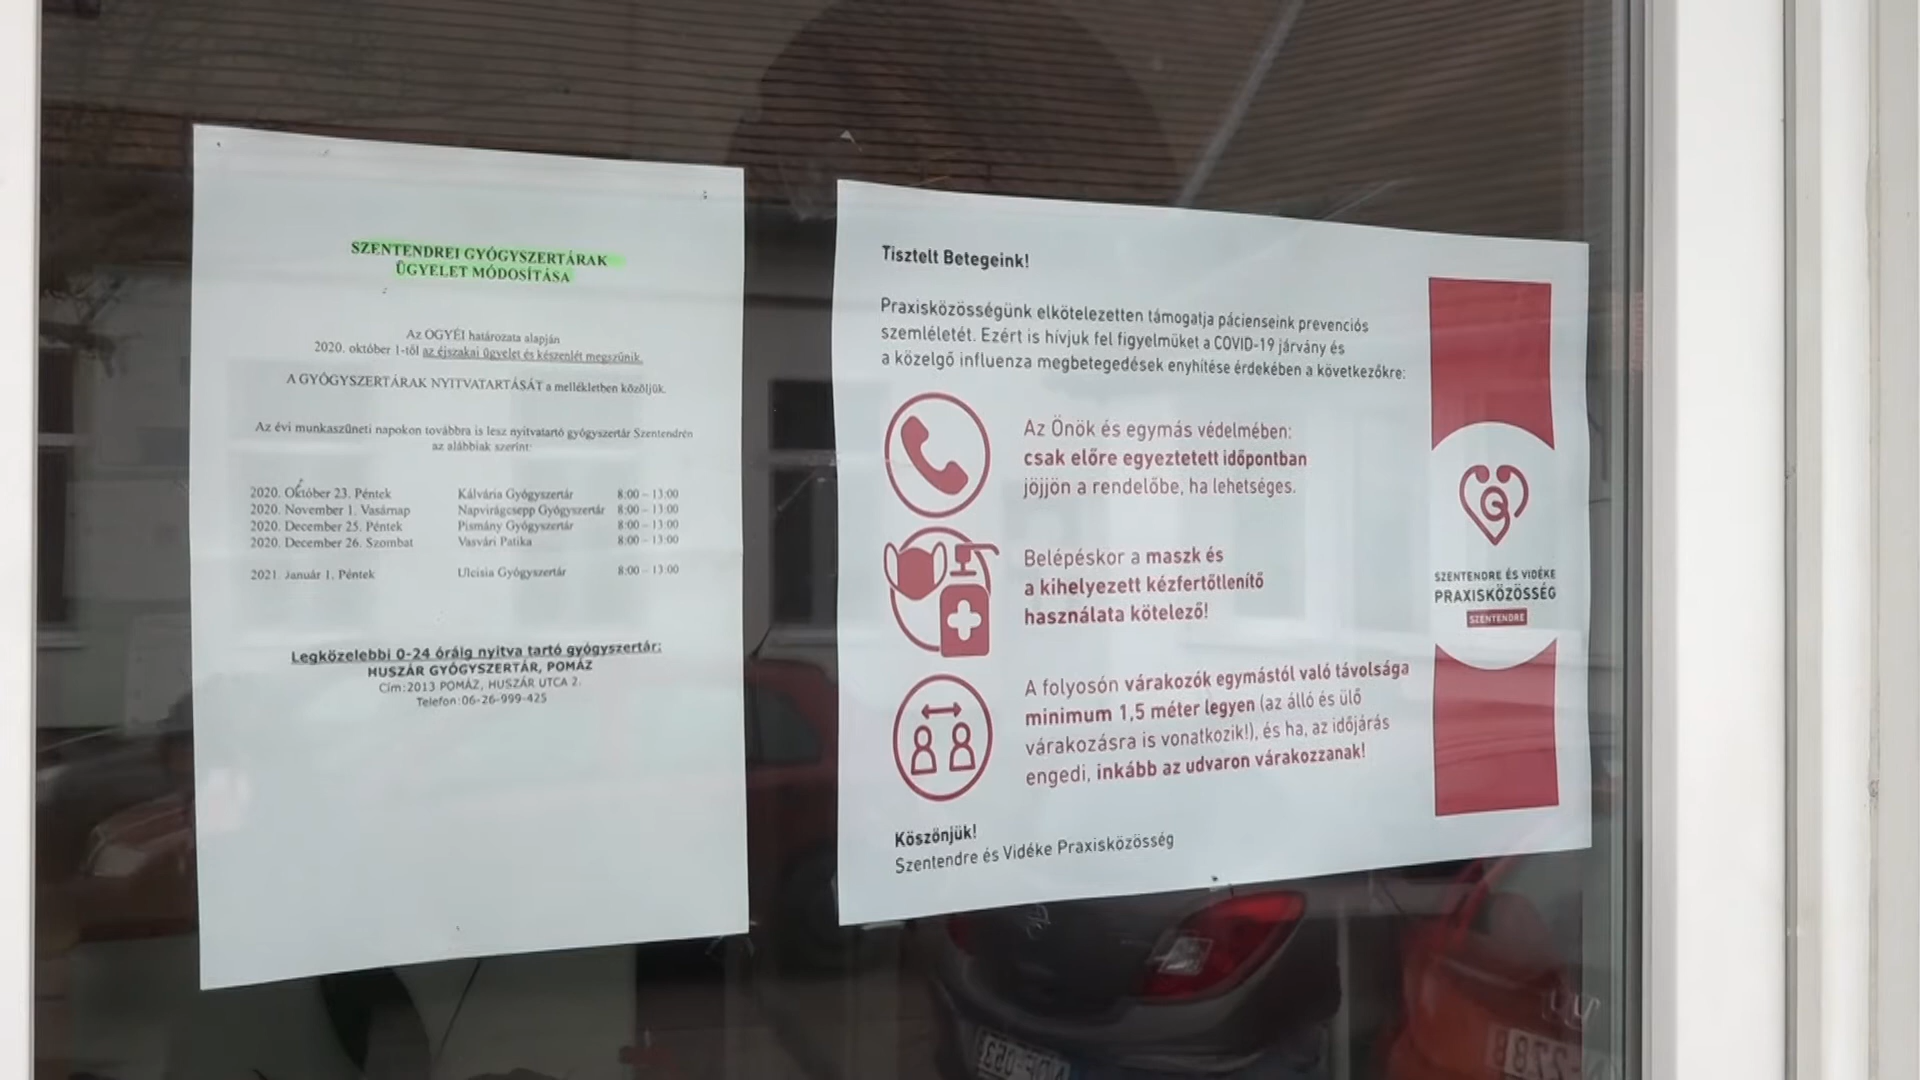 SZENTENDREI GYÓGYSZERTÁRAK
ÜGYELET MÓDOSÍTÁSA
Az OGYÉI határozata alapján
2020. október 1-től az éjszakai ügyelet és készenlét megszűnik.
A GYÓGYSZERTÁRAK NYITVATARTÁSÁT a mellékletben közöljük.
Az évi munkaszüneti napokon továbbra is lesz nyitvatartó gyógyszertár Szentendrén
az alábbiak szerint:
2020. Október 23. Péntek Kálvária Gyógyszertár 8:00 – 13:00
2020. November 1. Vasárnap Napvirágcsepp Gyógyszertár 8:00 – 13:00
2020. December 25. Péntek Pismány Gyógyszertár 8:00 – 13:00
2020. December 26. Szombat Vasvári Patika 8:00 – 13:00
2021. Január 1. Péntek Ulcisia Gyógyszertár 8:00 – 13:00
Legközelebbi 0-24 óráig nyitva tartó gyógyszertár:
HUSZÁR GYÓGYSZERTÁR, POMÁZ
Cím:2013 POMÁZ, HUSZÁR UTCA 2.
Telefon:06-26-999-425
Tisztelt Betegeink!
Praxisközösségünk elkötelezetten támogatja pácienseink prevenciós
szemléletét. Ezért is hívjuk fel figyelmüket a COVID-19 járvány és
a közelgő influenza megbetegedések enyhítése érdekében a következőkre:
Az Önök és egymás védelmében:
csak előre egyeztetett időpontban
jöjjön a rendelőbe, ha lehetséges.
Belépéskor a maszk és
a kihelyezett kézfertőtlenítő
használata kötelező!
A folyosón várakozók egymástól való távolsága
minimum 1,5 méter legyen (az álló és ülő
várakozásra is vonatkozik!), és ha, az időjárás
engedi, inkább az udvaron várakozzanak!
Köszönjük!
Szentendre és Vidéke Praxisközösség
SZENTENDRE ÉS VIDÉKE
PRAXISKÖZÖSSÉG
SZENTENDRE